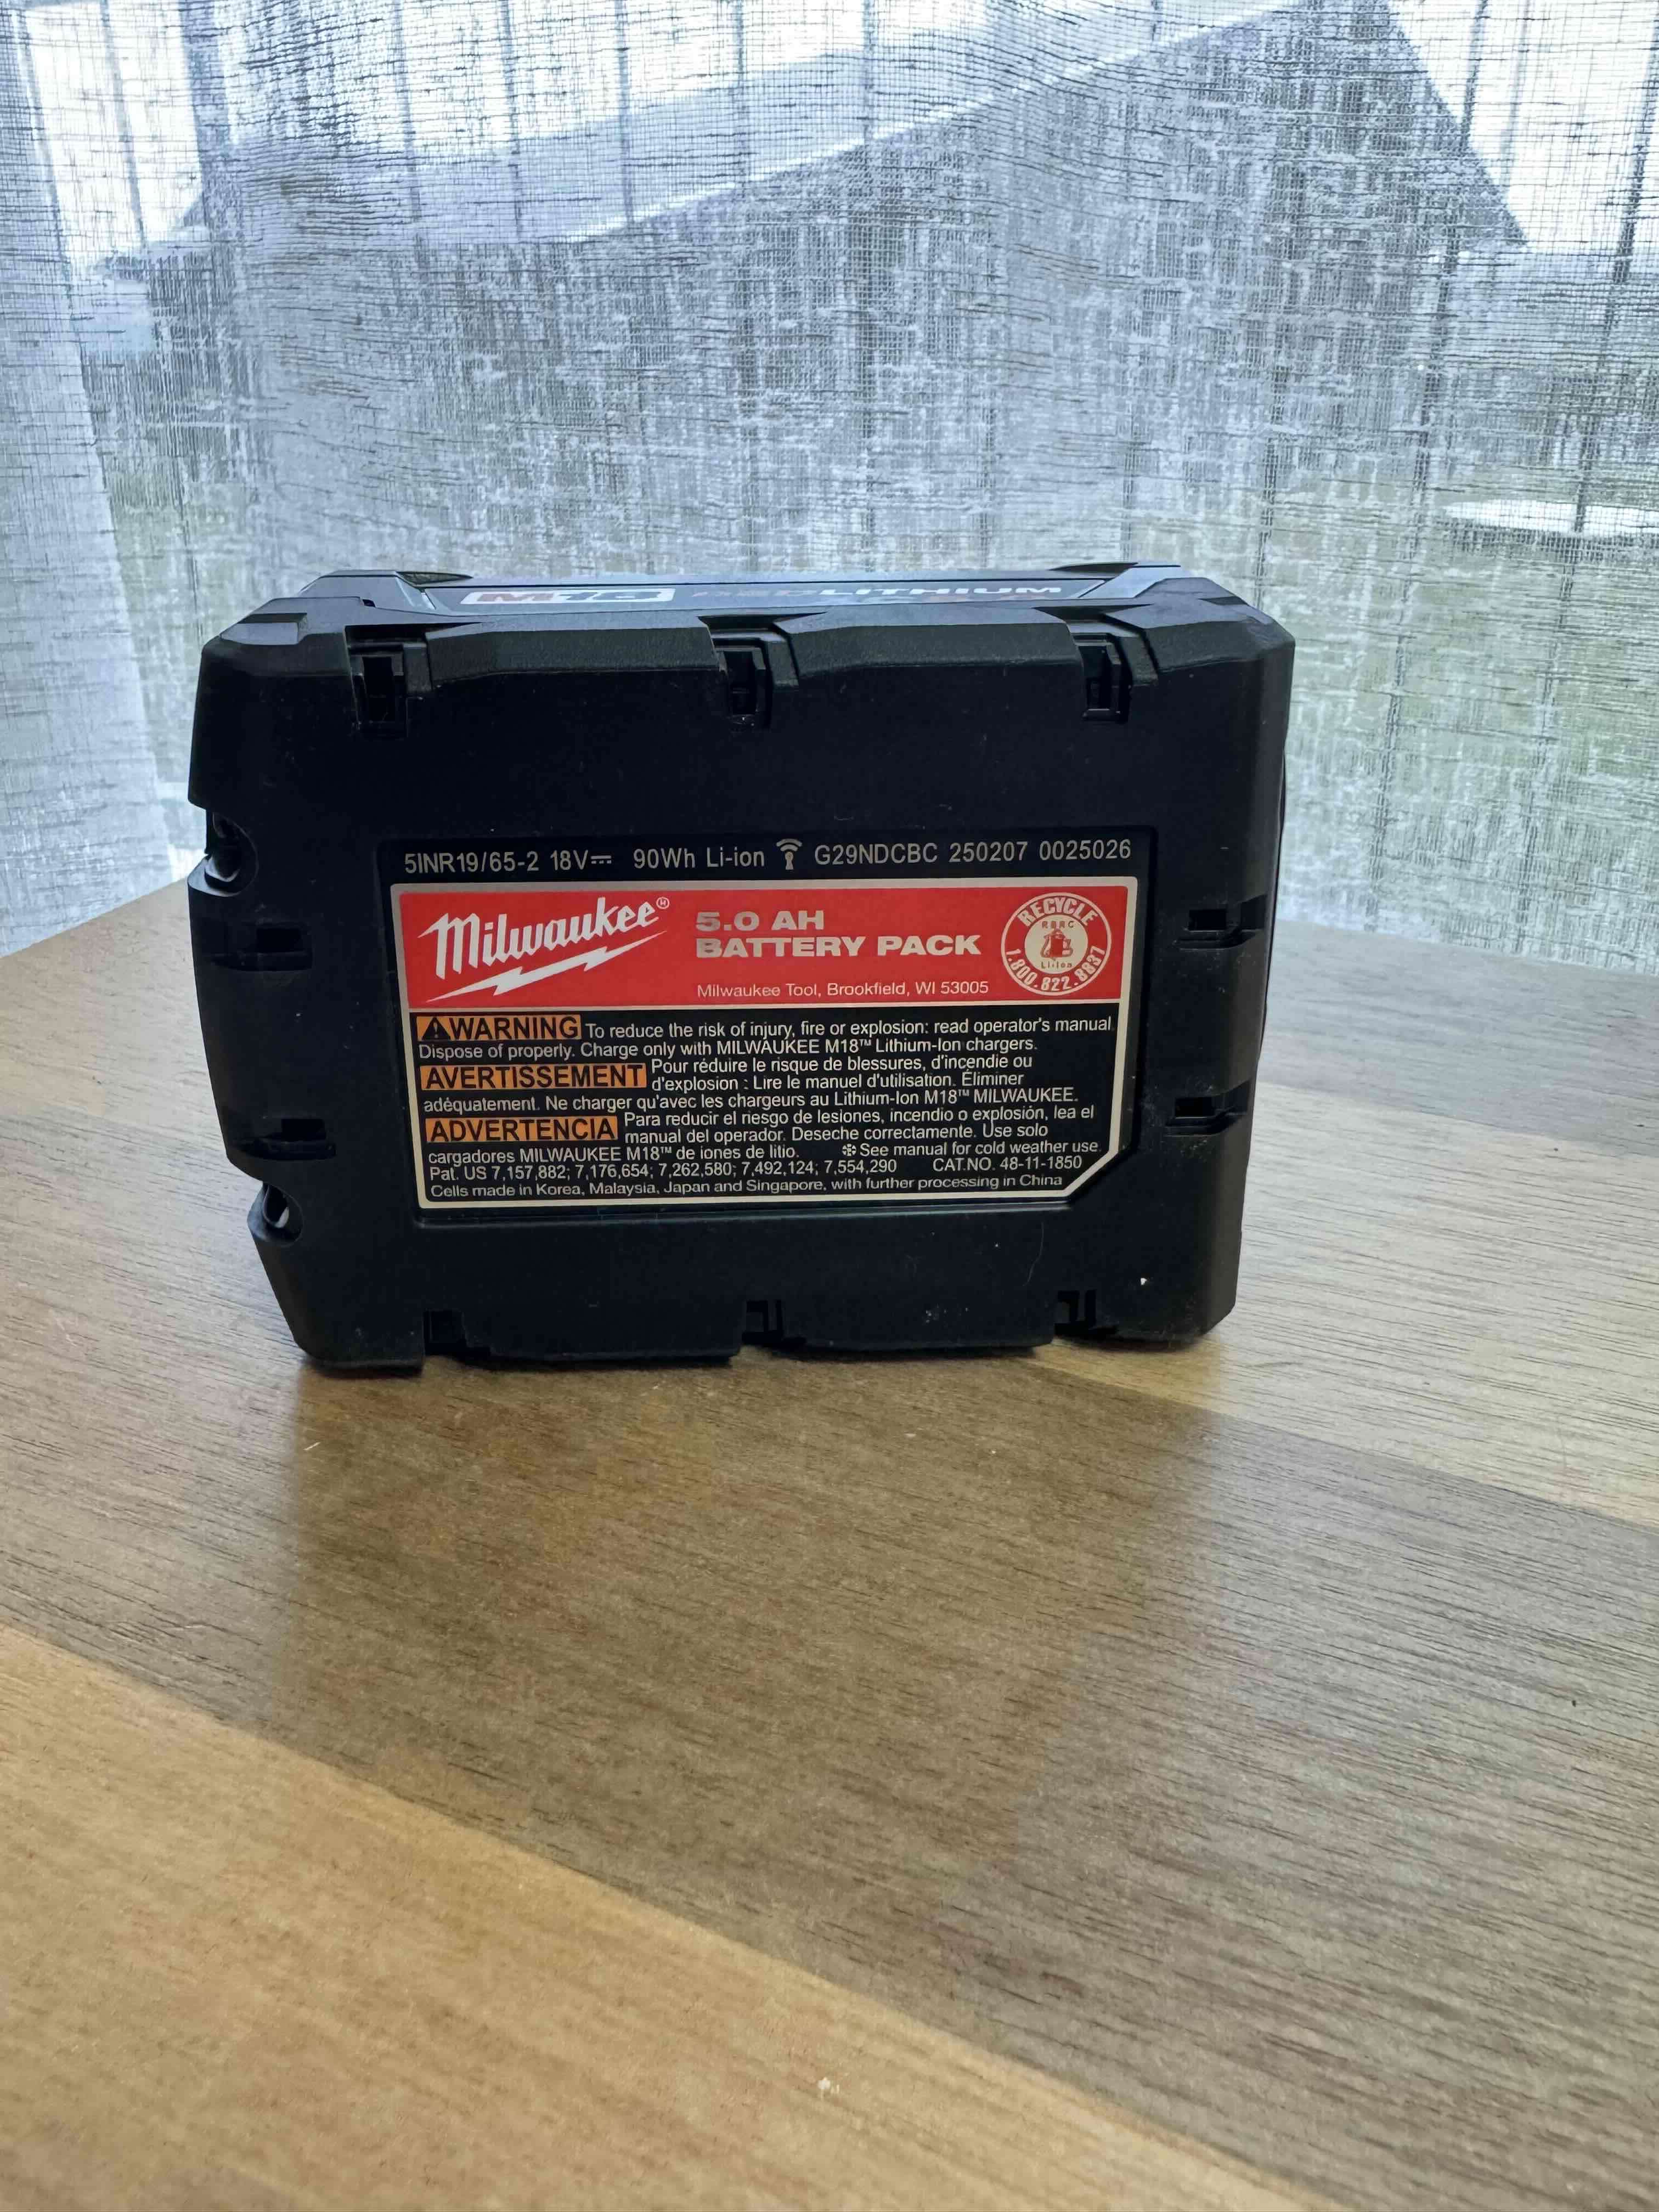 M18 REDLITHIUM
5INR19/65-2 18V⎓ 90Wh Li-ion G29NDCBC 250207 0025026
Milwaukee®
5.0 AH
BATTERY PACK
Milwaukee Tool, Brookfield, WI 53005
RECYCLE
RBRC
Li-Ion
1.800.822.8837
⚠WARNING To reduce the risk of injury, fire or explosion: read operator's manual.
Dispose of properly. Charge only with MILWAUKEE M18™ Lithium-Ion chargers.
AVERTISSEMENT Pour réduire le risque de blessures, d'incendie ou
d'explosion : Lire le manuel d'utilisation. Éliminer
adéquatement. Ne charger qu'avec les chargeurs au Lithium-Ion M18™ MILWAUKEE.
ADVERTENCIA Para reducir el riesgo de lesiones, incendio o explosión, lea el
manual del operador. Deseche correctamente. Use solo
cargadores MILWAUKEE M18™ de iones de litio. ❄See manual for cold weather use.
Pat. US 7,157,882; 7,176,654; 7,262,580; 7,492,124; 7,554,290 CAT.NO. 48-11-1850
Cells made in Korea, Malaysia, Japan and Singapore, with further processing in China